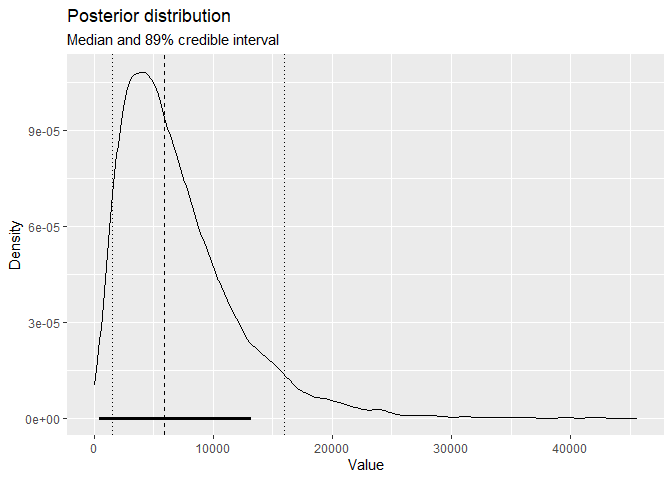 Posterior distribution
Median and 89% credible interval
9e-05
6e-05
3e-05
0e+00
Density
0
10000
20000
30000
40000
Value